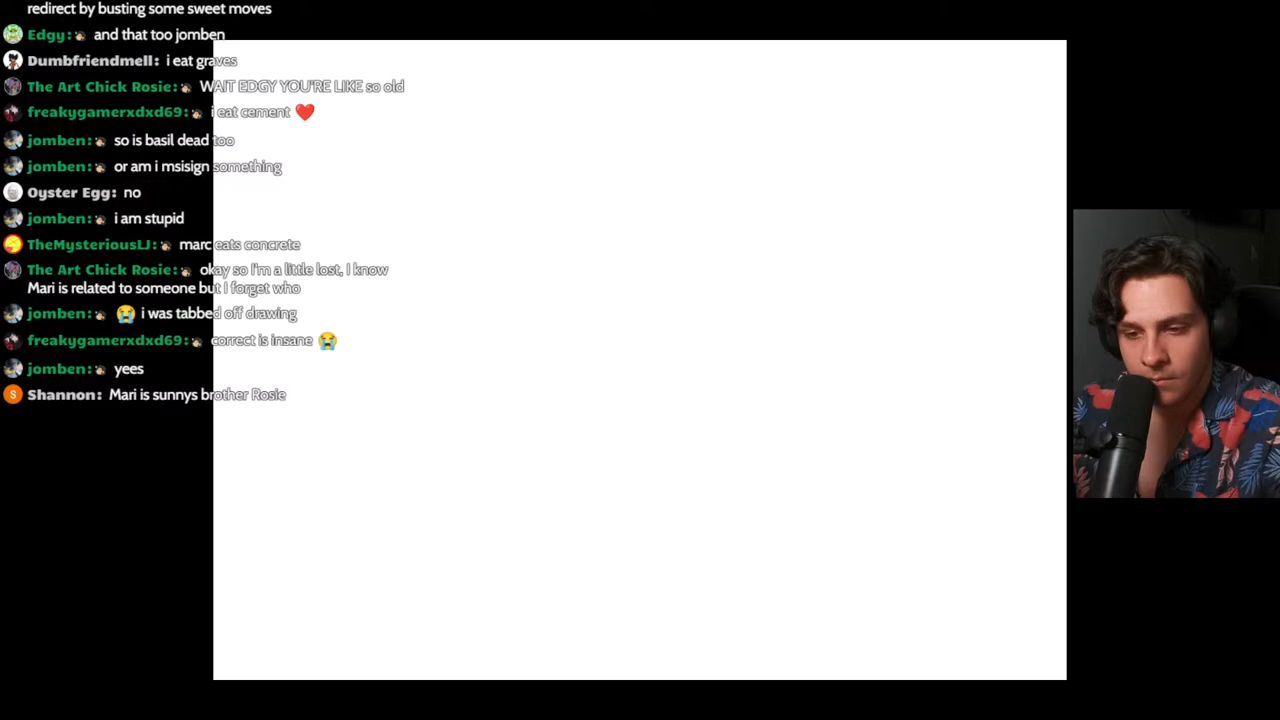 redirect by busting some sweet moves
Edgy: and that too jomben
Dumbfriendmell: i eat graves
The Art Chick Rosie: WAIT EDGY YOU'RE LIKE so old
freakygamerxdxd69: i eat cement ❤️
jomben: so is basil dead too
jomben: or am i msisign something
Oyster Egg: no
jomben: i am stupid
TheMysteriousLJ: marc eats concrete
The Art Chick Rosie: okay so I'm a little lost, I know
Mari is related to someone but I forget who
jomben: 😭 i was tabbed off drawing
freakygamerxdxd69: correct is insane 😭
jomben: yees
S Shannon: Mari is sunnys brother Rosie